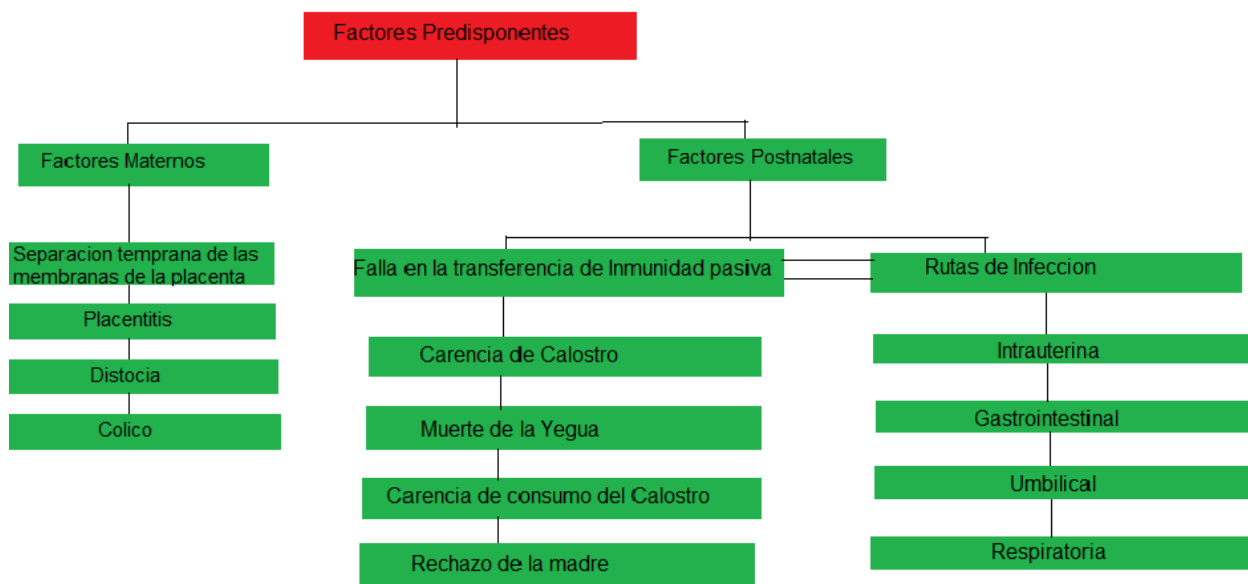 Factores Predisponentes
Factores Maternos
Separacion temprana de las
membranas de la placenta
Placentitis
Distocia
Colico
Factores Postnatales
Falla en la transferencia de Inmunidad pasiva
Carencia de Calostro
Muerte de la Yegua
Carencia de consumo del Calostro
Rechazo de la madre
Rutas de Infeccion
Intrauterina
Gastrointestinal
Umbilical
Respiratoria